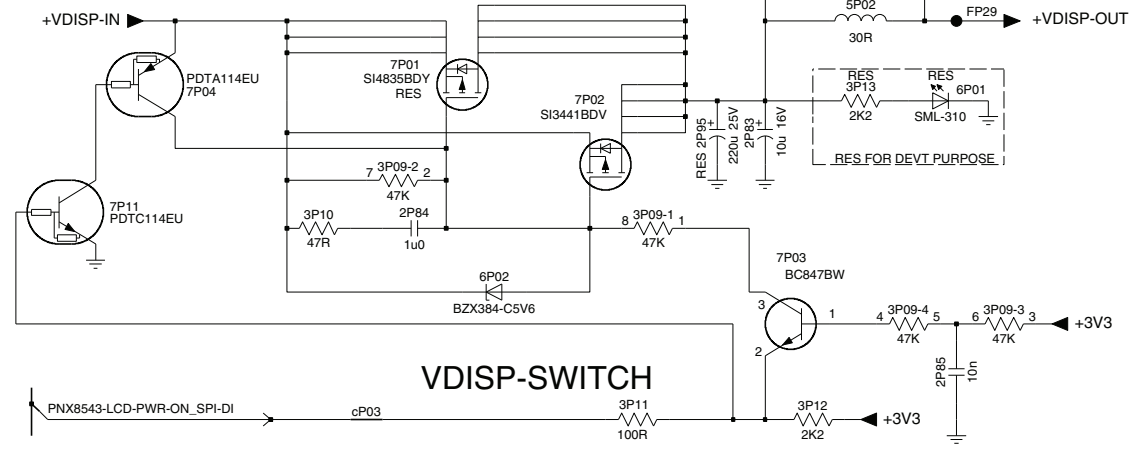 +VDISP-IN
5P02
30R
FP29
+VDISP-OUT
PDTA114EU
7P04
7P01
SI4835BDY
RES
7P02
SI3441BDV
RES 2P95
220u 25V
+
2P83
10u 16V
+
RES
3P13
2K2
RES
6P01
SML-310
RES FOR DEVT PURPOSE
7P11
PDTC114EU
7 3P09-2 2
47K
3P10
47R
2P84
1u0
8 3P09-1 1
47K
6P02
BZX384-C5V6
7P03
BC847BW
3
1
2
4 3P09-4 5
47K
6 3P09-3 3
47K
+3V3
2P85
10n
VDISP-SWITCH
PNX8543-LCD-PWR-ON_SPI-DI
cP03
3P11
100R
3P12
2K2
+3V3